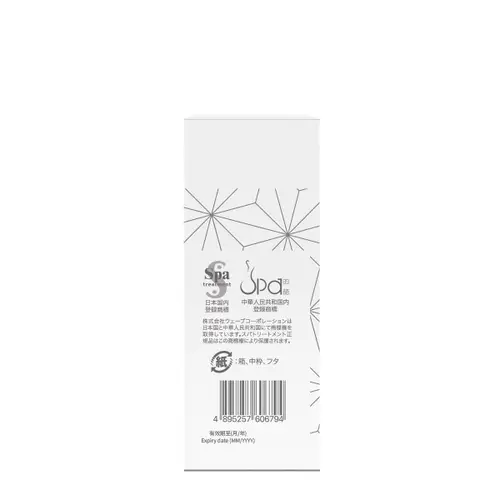 Spa
treatment
Spa
日本国内
登録商標
中華人民共和国内
登録商標
株式会社ウェーブコーポレーションは
日本国と中華人民共和国にて商標権を
取得しています。スパトリートメント正
規品はこの商標権により保護されます。
紙
:箱、中枠、フタ
4 895257 606794
有效限至(月/年)
Expiry date (MM/YYYY)